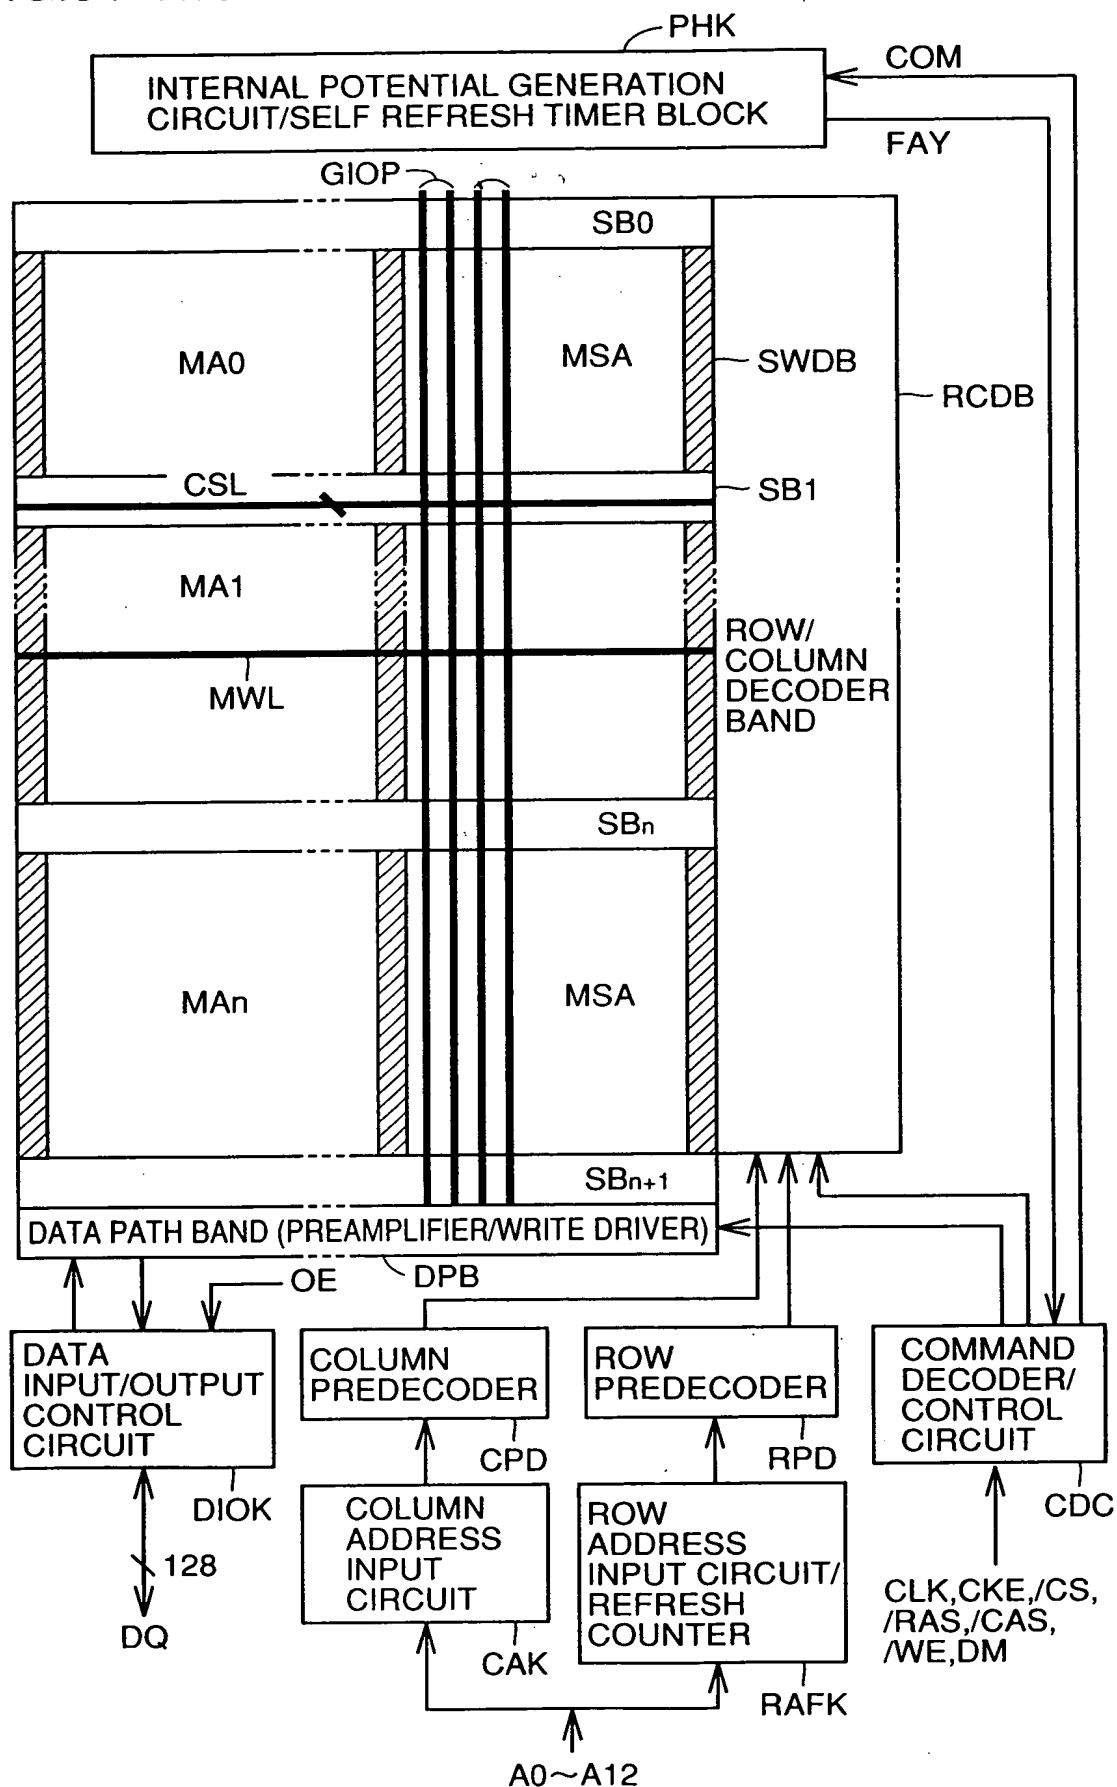 PHK
COM
INTERNAL POTENTIAL GENERATION
CIRCUIT/SELF REFRESH TIMER BLOCK
FAY
GIOP
SB0
MA0
MSA
SWDB
RCDB
CSL
SB1
MA1
ROW/
COLUMN
DECODER
BAND
MWL
SBn
MAn
MSA
SBn+1
DATA PATH BAND (PREAMPLIFIER/WRITE DRIVER)
OE
DPB
DATA
INPUT/OUTPUT
CONTROL
CIRCUIT
COLUMN
PREDECODER
ROW
PREDECODER
COMMAND
DECODER/
CONTROL
CIRCUIT
DIOK
CPD
RPD
CDC
COLUMN
ADDRESS
INPUT
CIRCUIT
ROW
ADDRESS
INPUT CIRCUIT/
REFRESH
COUNTER
128
DQ
CLK,CKE,/CS,
/RAS,/CAS,
/WE,DM
CAK
RAFK
A0~A12